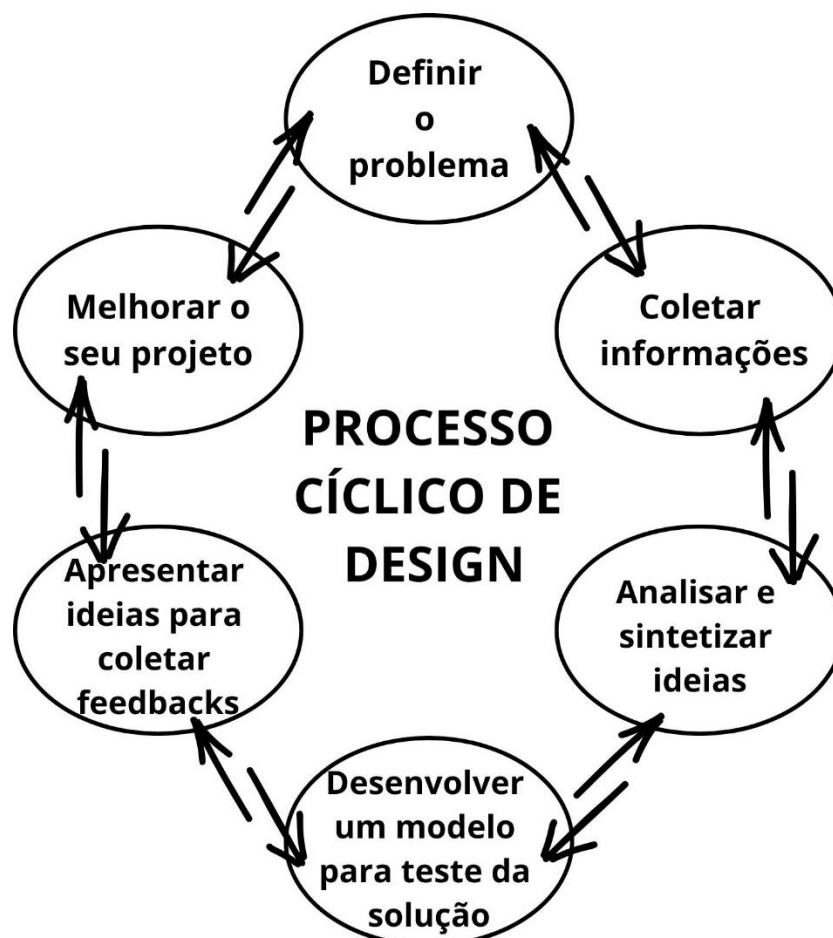 Definir
o
problema
Coletar
informações
Analisar e
sintetizar
ideias
Desenvolver
um modelo
para teste da
solução
Apresentar
ideias para
coletar
feedbacks
Melhorar o
seu projeto
PROCESSO
CÍCLICO DE
DESIGN